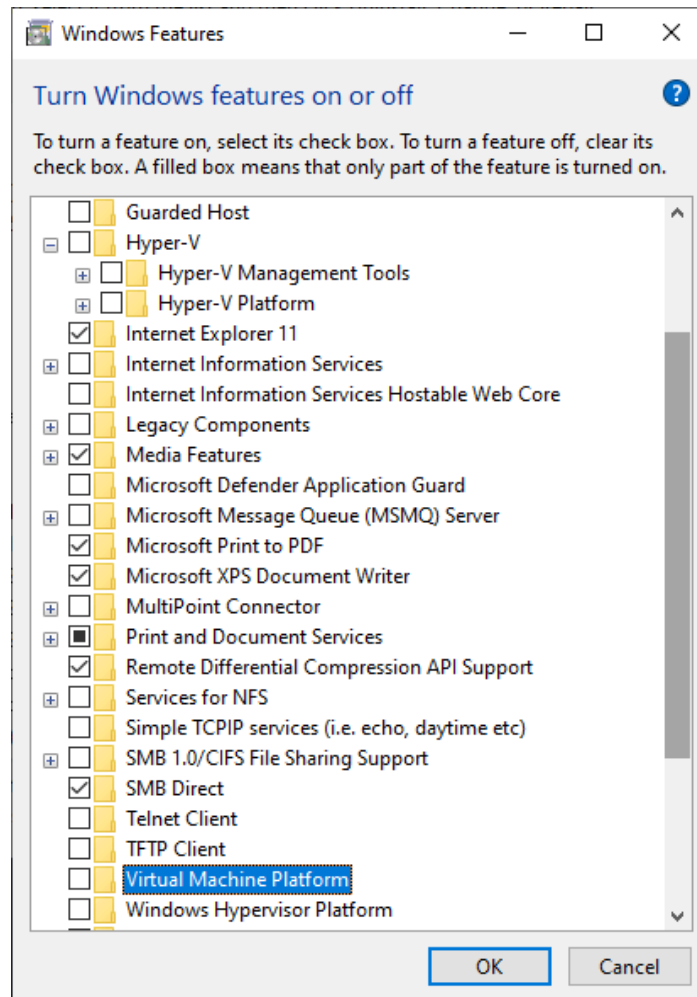 Windows Features
Turn Windows features on or off
To turn a feature on, select its check box. To turn a feature off, clear its
check box. A filled box means that only part of the feature is turned on.
Guarded Host
Hyper-V
Hyper-V Management Tools
Hyper-V Platform
Internet Explorer 11
Internet Information Services
Internet Information Services Hostable Web Core
Legacy Components
Media Features
Microsoft Defender Application Guard
Microsoft Message Queue (MSMQ) Server
Microsoft Print to PDF
Microsoft XPS Document Writer
MultiPoint Connector
Print and Document Services
Remote Differential Compression API Support
Services for NFS
Simple TCPIP services (i.e. echo, daytime etc)
SMB 1.0/CIFS File Sharing Support
SMB Direct
Telnet Client
TFTP Client
Virtual Machine Platform
Windows Hypervisor Platform
OK
Cancel